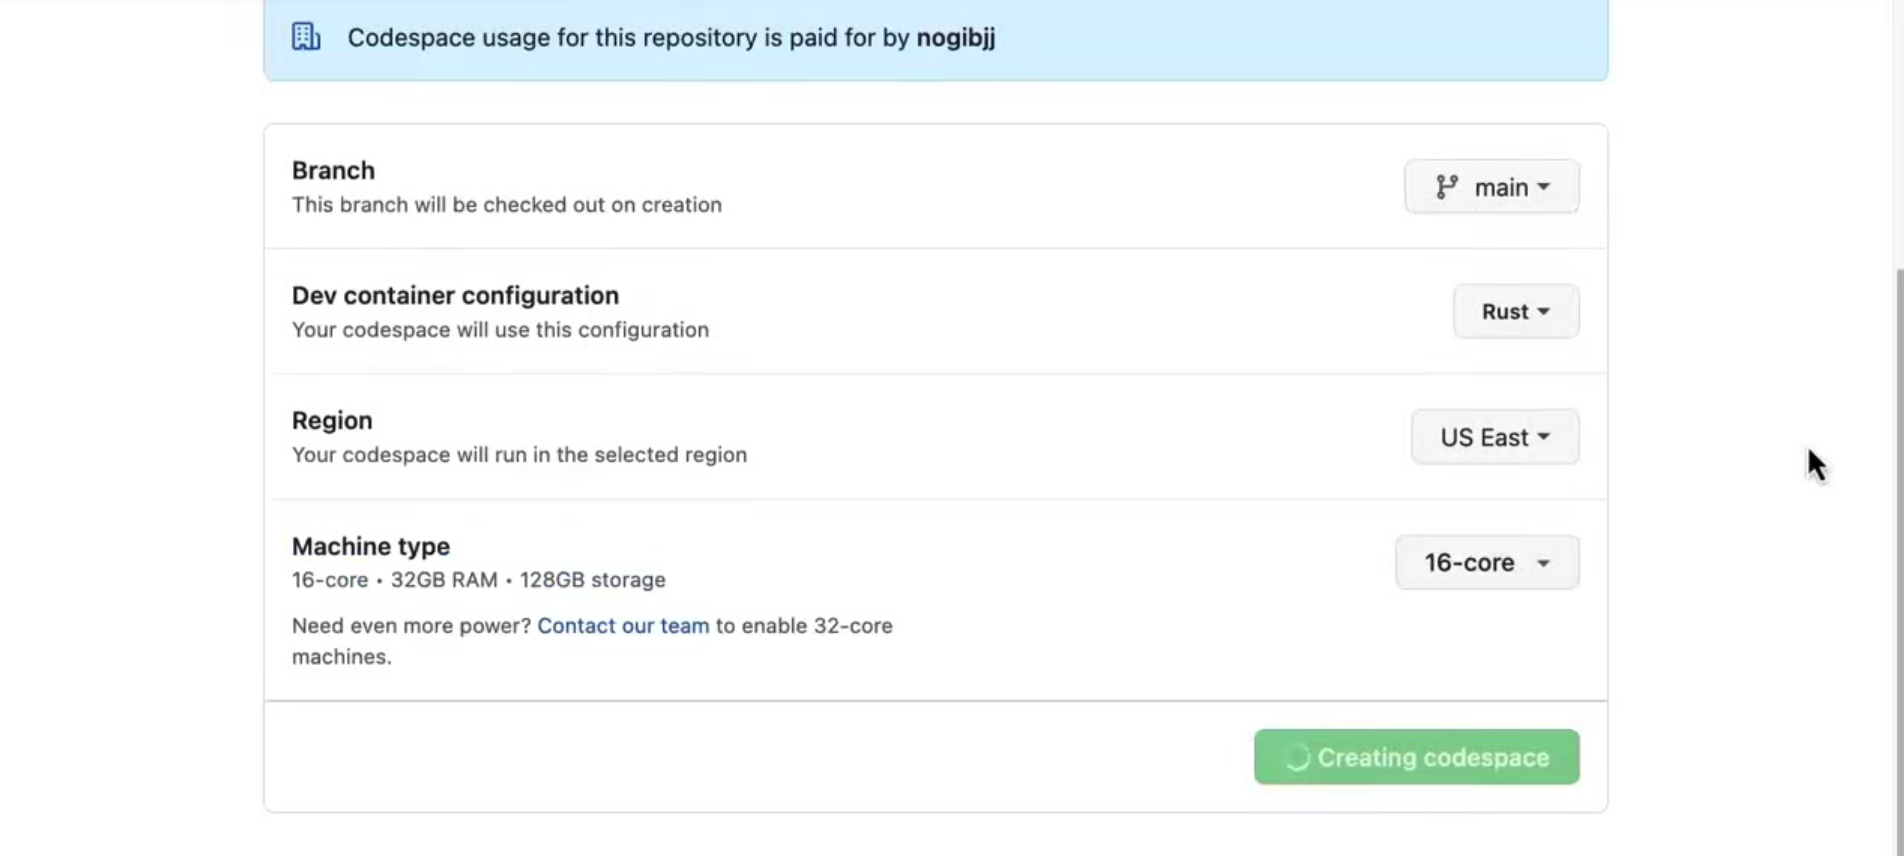 Codespace usage for this repository is paid for by nogibjj
Branch
This branch will be checked out on creation
main
Dev container configuration
Your codespace will use this configuration
Rust
Region
Your codespace will run in the selected region
US East
Machine type
16-core • 32GB RAM • 128GB storage
16-core
Need even more power? Contact our team to enable 32-core
machines.
Creating codespace